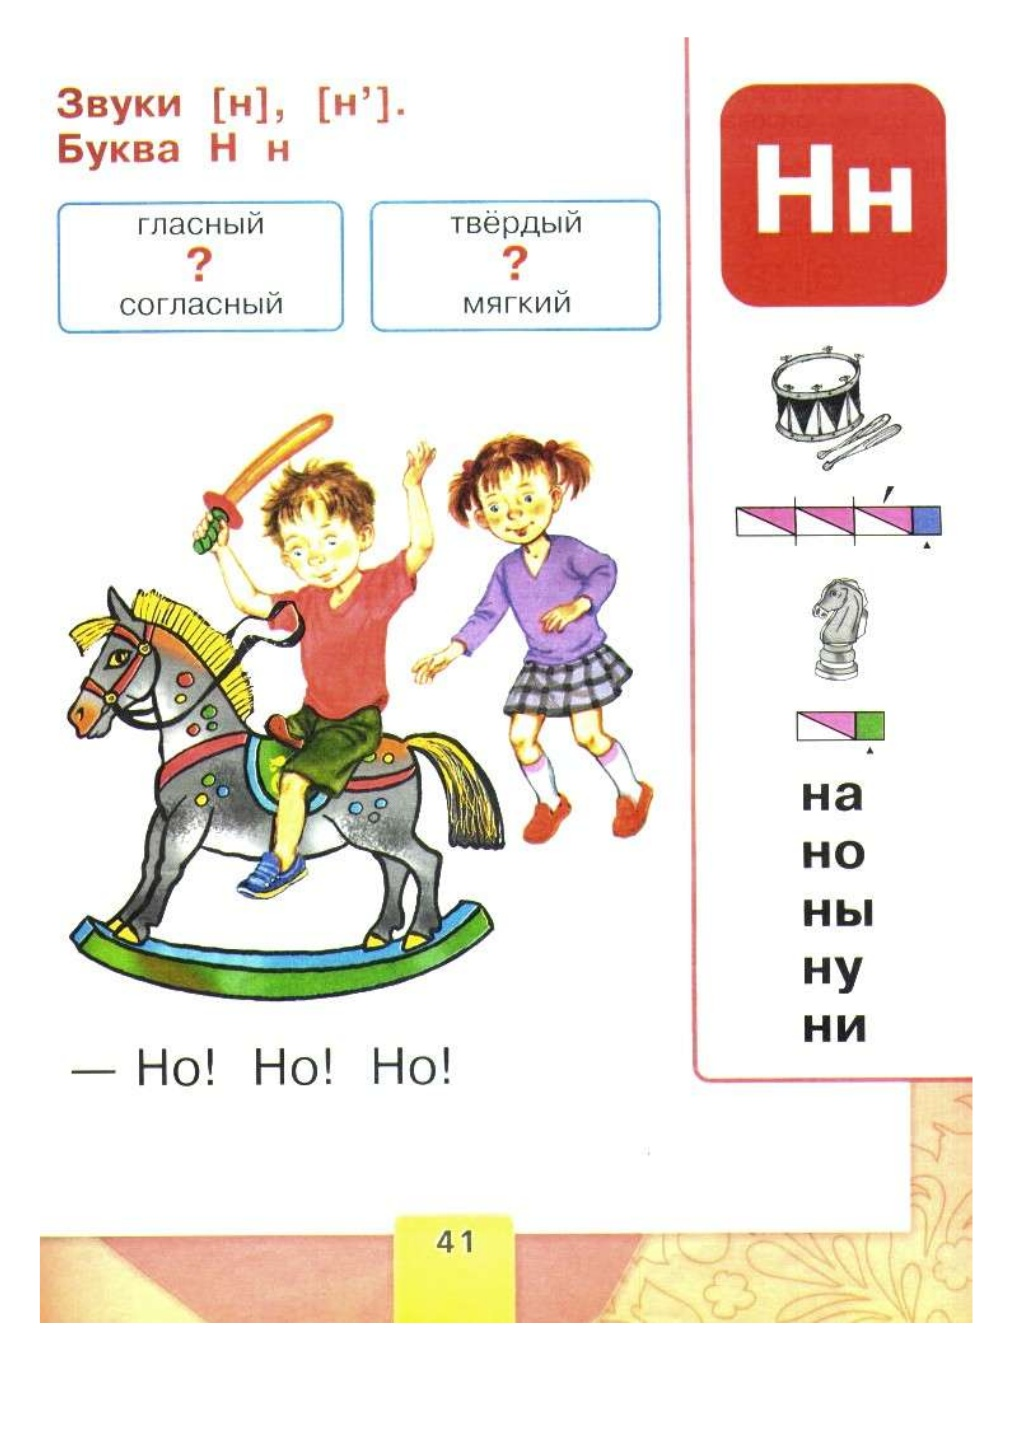 Звуки [н], [н’].
Буква Н н
гласный
?
согласный
твёрдый
?
мягкий
— Но! Но! Но!
Нн
на
но
ны
ну
ни
41